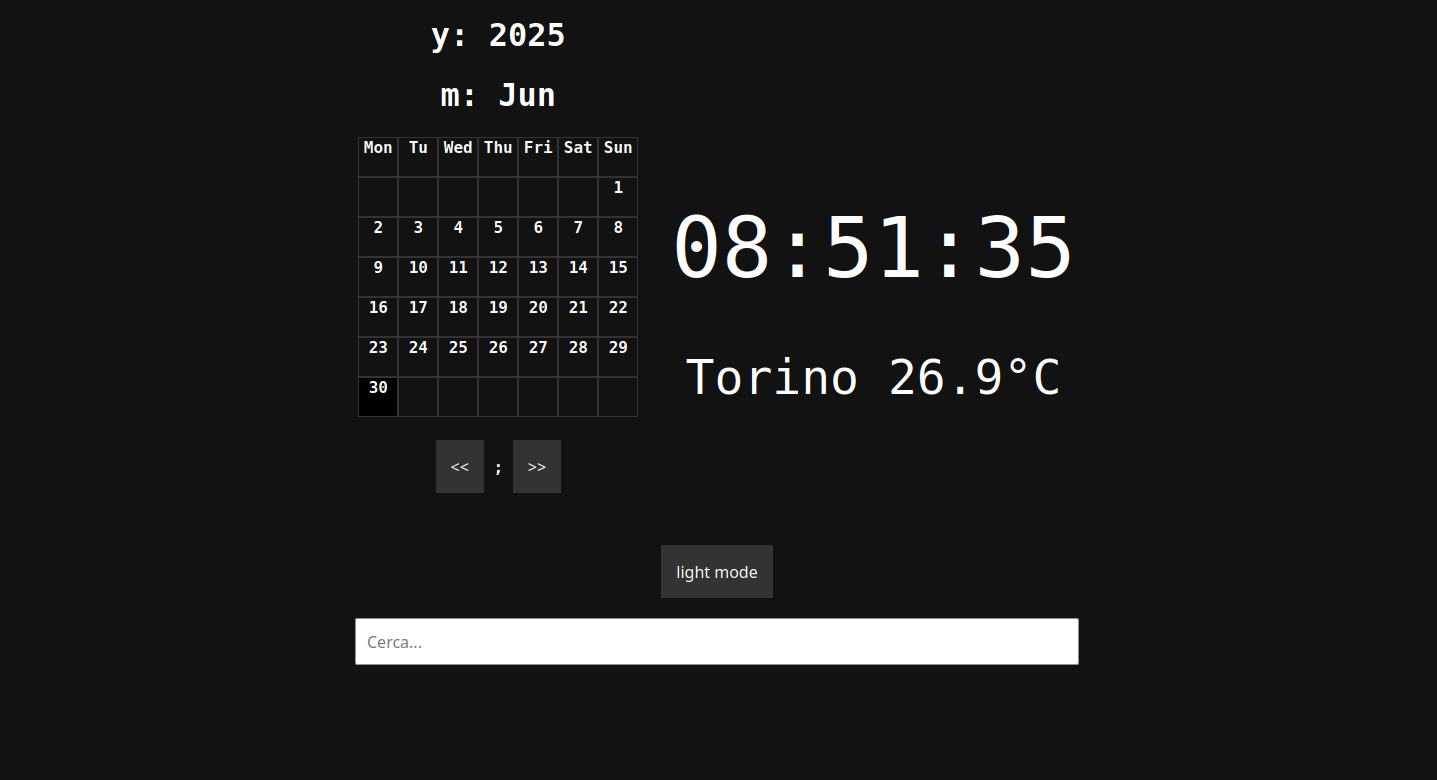 y: 2025
m: Jun
Mon Tu Wed Thu Fri Sat Sun
1
2 3 4 5 6 7 8
9 10 11 12 13 14 15
16 17 18 19 20 21 22
23 24 25 26 27 28 29
30
<< ; >>
08:51:35
Torino 26.9°C
light mode
Cerca...